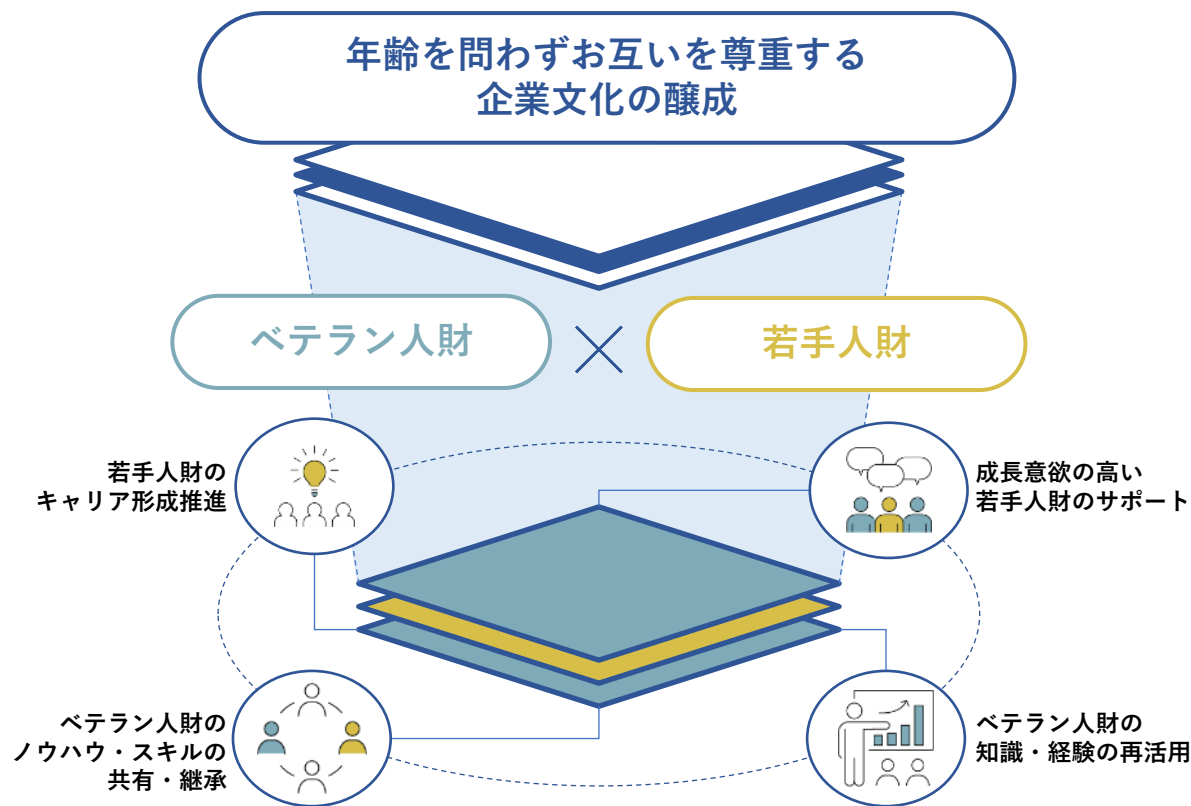 年齢を問わずお互いを尊重する
企業文化の醸成
ベテラン人財
若手人財
若手人財の
キャリア形成推進
成長意欲の高い
若手人財のサポート
ベテラン人財の
ノウハウ・スキルの
共有・継承
ベテラン人財の
知識・経験の再活用